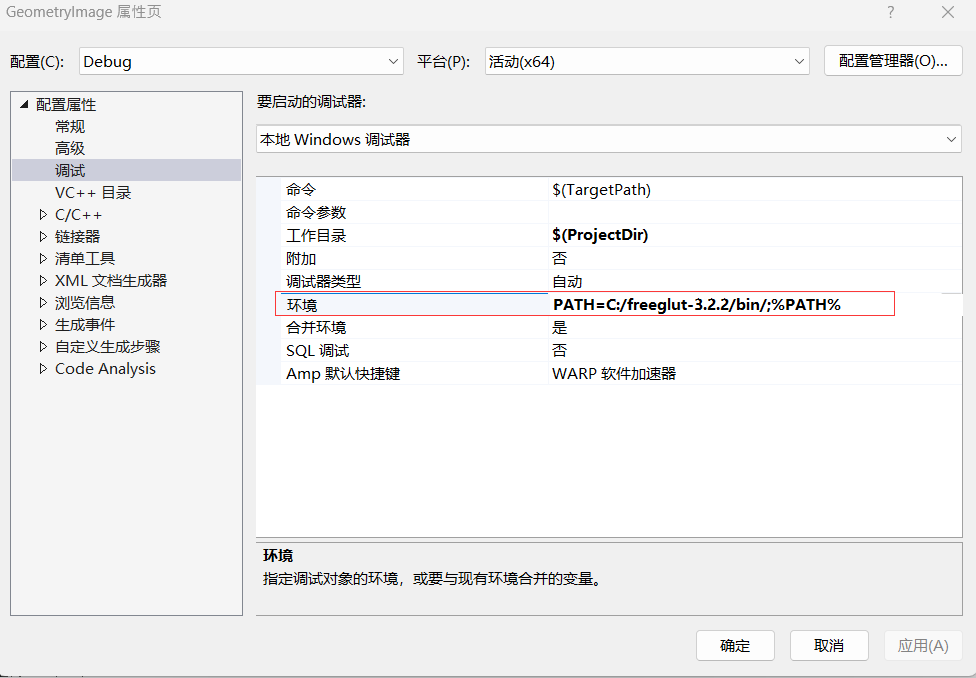 GeometryImage 属性页
配置(C): Debug 平台(P): 活动(x64) 配置管理器(O)...
配置属性
常规
高级
调试
VC++ 目录
C/C++
链接器
清单工具
XML 文档生成器
浏览信息
生成事件
自定义生成步骤
Code Analysis
要启动的调试器:
本地 Windows 调试器
命令 $(TargetPath)
命令参数
工作目录 $(ProjectDir)
附加 否
调试器类型 自动
环境 PATH=C:/freeglut-3.2.2/bin/;%PATH%
合并环境 是
SQL 调试 否
Amp 默认快捷键 WARP 软件加速器
环境
指定调试对象的环境，或要与现有环境合并的变量。
确定 取消 应用(A)